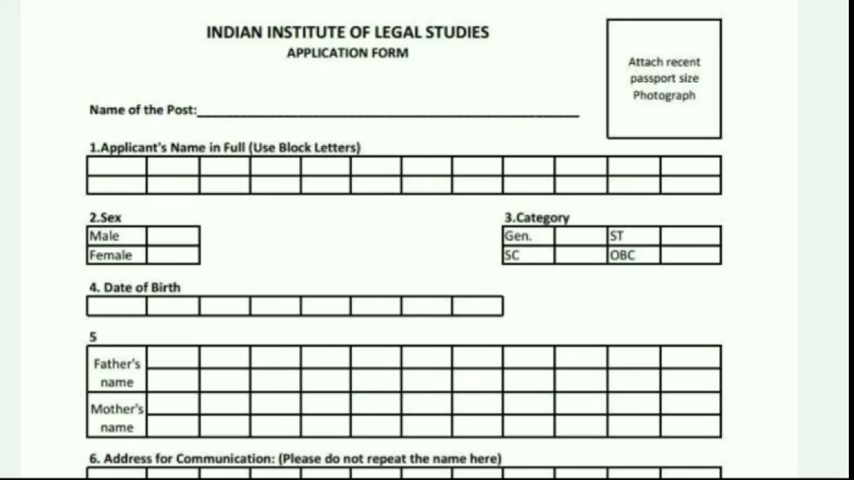 INDIAN INSTITUTE OF LEGAL STUDIES
APPLICATION FORM
Attach recent
passport size
Photograph
Name of the Post:
1.Applicant's Name in Full (Use Block Letters)
2.Sex
Male
Female
3.Category
Gen. ST
SC OBC
4. Date of Birth
5
Father's
name
Mother's
name
6. Address for Communication: (Please do not repeat the name here)